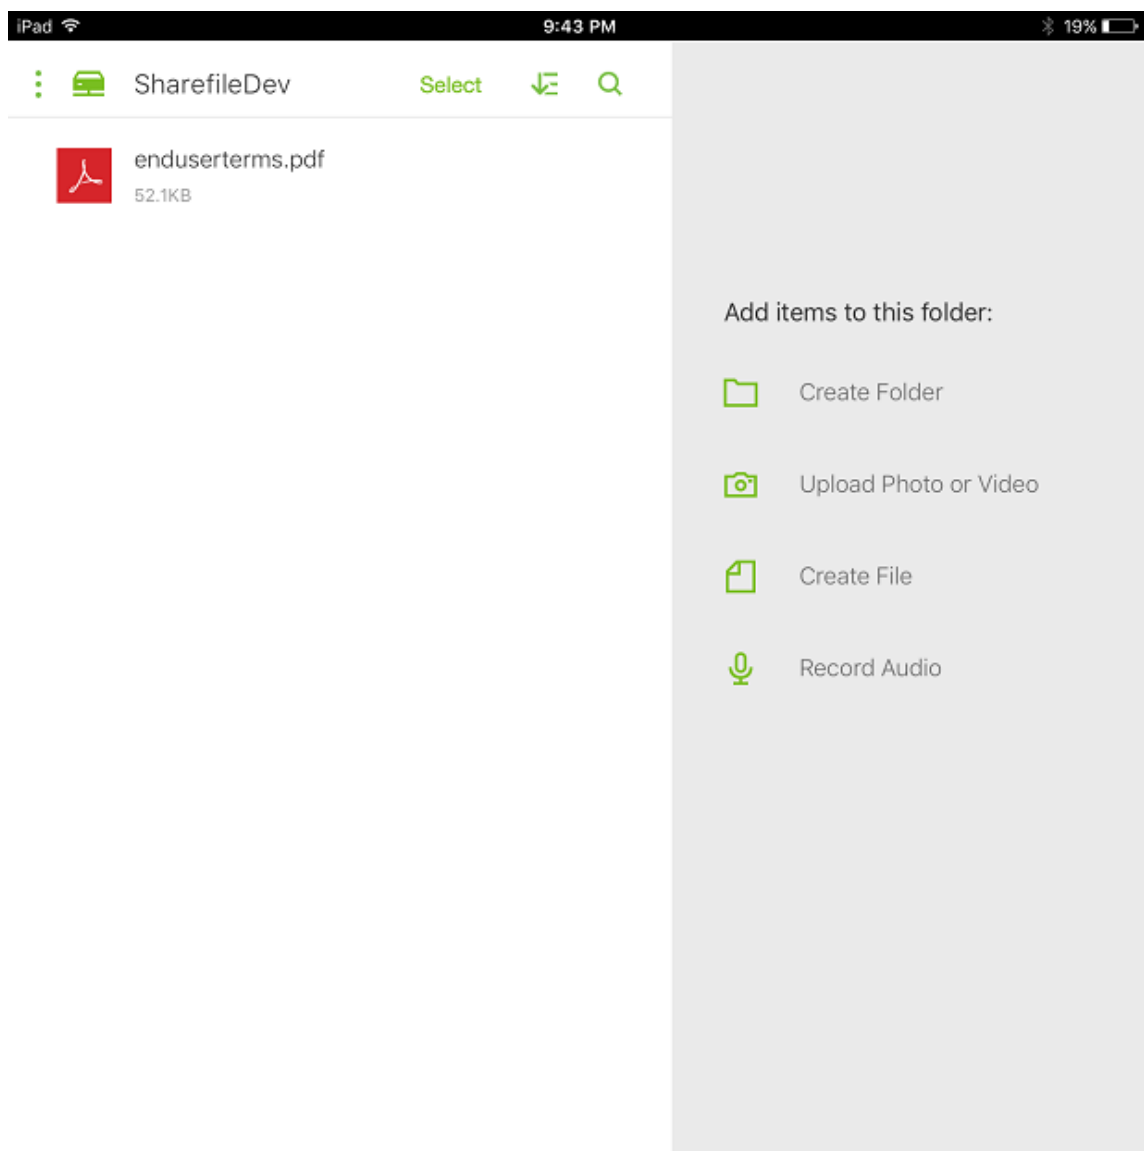 iPad 9:43 PM 19%
SharefileDev Select
enduserterms.pdf
52.1KB
Add items to this folder:
Create Folder
Upload Photo or Video
Create File
Record Audio